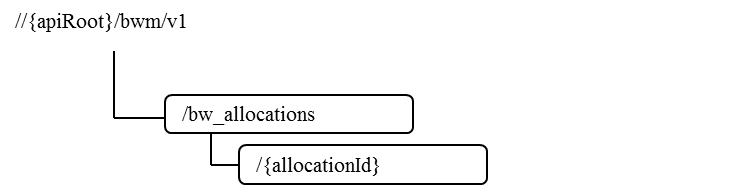 //{apiRoot}/bwm/v1
/bw_allocations
/{allocationId}